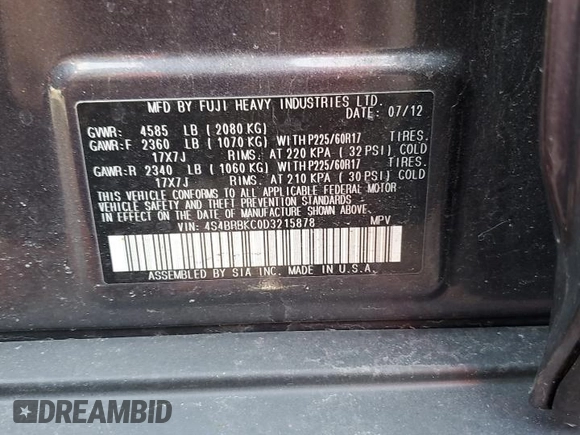 MFD BY FUJI HEAVY INDUSTRIES LTD.
DATE: 07/12
GVWR: 4585 LB ( 2080 KG)
GAWR:F 2360 LB ( 1070 KG) WITH P225/60R17 TIRES.
17X7J RIMS. AT 220 KPA ( 32 PSI) COLD
GAWR:R 2340 LB ( 1060 KG) WITH P225/60R17 TIRES.
17X7J RIMS. AT 210 KPA ( 30 PSI) COLD
THIS VEHICLE CONFORMS TO ALL APPLICABLE FEDERAL MOTOR
VEHICLE SAFETY AND THEFT PREVENTION STANDARDS
IN EFFECT ON THE DATE OF MANUFACTURE SHOWN ABOVE.
VIN: 4S4BRBKC0D3215878 MPV
ASSEMBLED BY SIA INC. MADE IN U.S.A.
DREAMBID